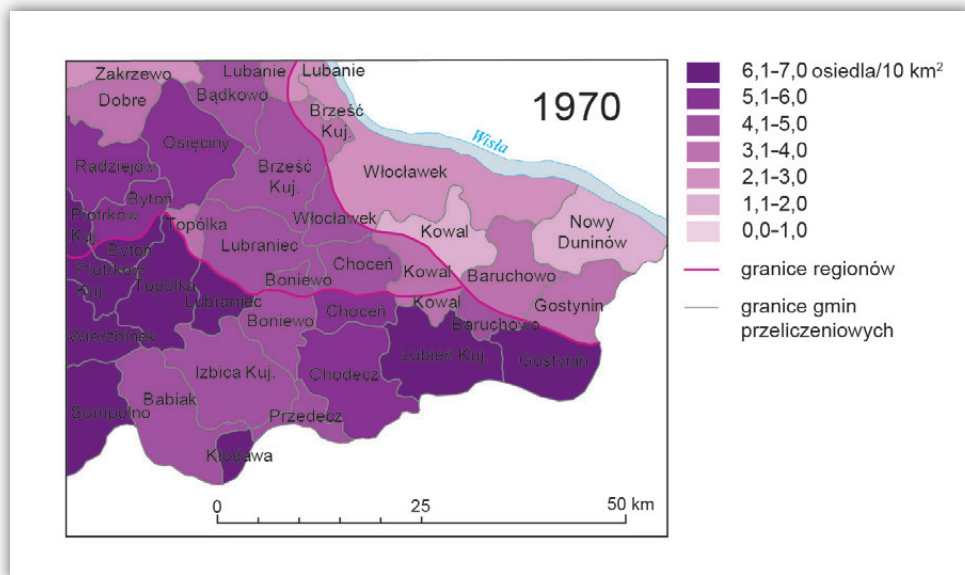 1970
Zakrzewo
Lubanie
Lubanie
Dobre
Bądkowo
Brześć
Kuj.
Wisła
Osięciny
Radziejów
Brześć
Kuj.
Włocławek
Bytoń
Piotrków
Kuj.
Topólka
Włocławek
Kowal
Nowy
Duninów
Bytoń
Lubraniec
Choceń
Piotrków
Kuj.
Topólka
Boniewo
Kowal
Baruchowo
Lubraniec
Kowal
Gostynin
Boniewo
Choceń
Baruchowo
Wierzbinek
Lubień Kuj.
Gostynin
Izbica Kuj.
Chodecz
Babiak
Sompolno
Przedecz
Kłodawa
0 25 50 km
6,1–7,0 osiedla/10 km²
5,1–6,0
4,1–5,0
3,1–4,0
2,1–3,0
1,1–2,0
0,0–1,0
granice regionów
granice gmin
przeliczeniowych